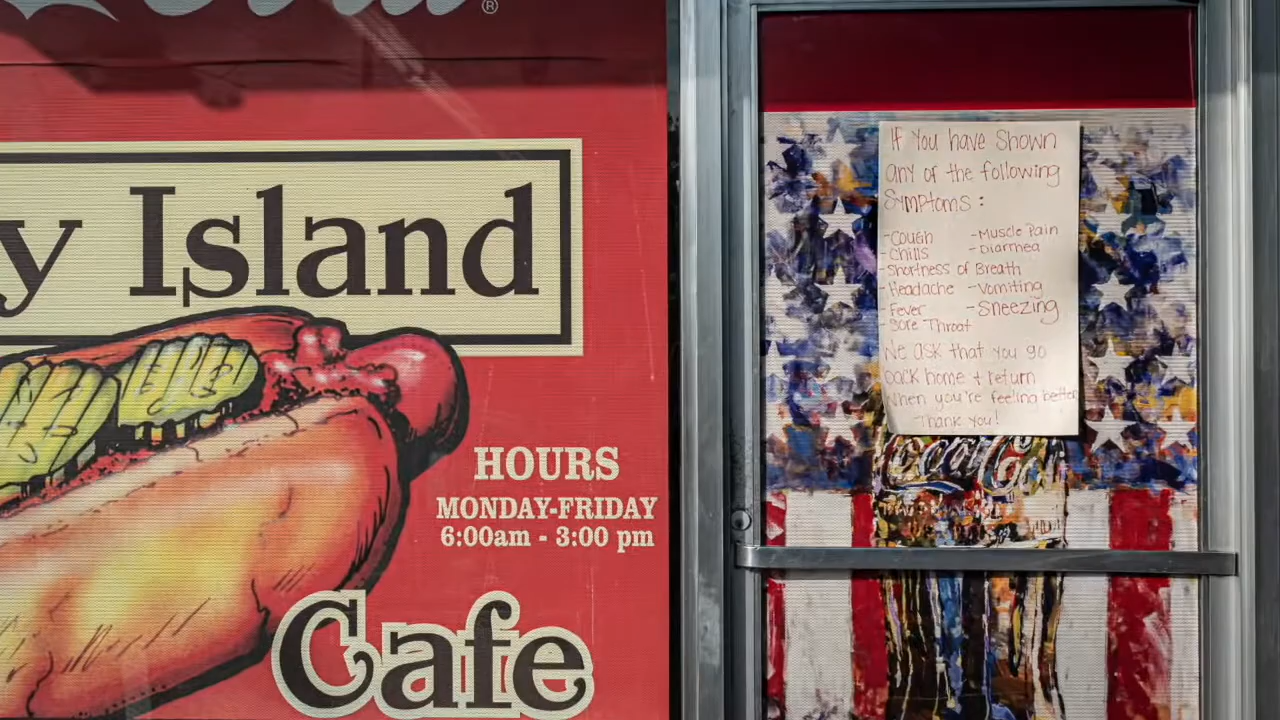 ®
y Island
HOURS
MONDAY-FRIDAY
6:00am - 3:00 pm
Cafe
If You have Shown
any of the following
Symptoms :
-Cough -Muscle Pain
-Chills -Diarrhea
-Shortness of Breath
-Headache -Vomiting
-Fever -Sneezing
-Sore Throat
We ask that you go
back home + return
when you're feeling better
Thank you!
Coca-Cola